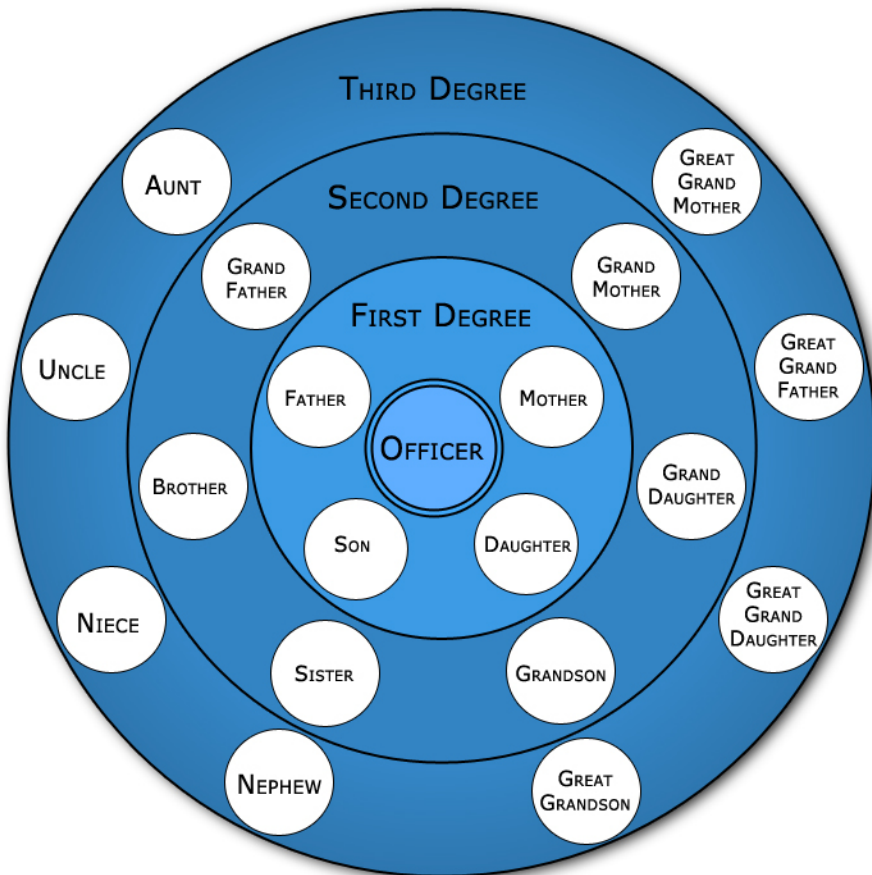 Third Degree
Aunt
Great
Grand
Mother
Second Degree
Grand
Father
Grand
Mother
First Degree
Uncle
Great
Grand
Father
Father
Mother
Officer
Brother
Grand
Daughter
Son
Daughter
Niece
Great
Grand
Daughter
Sister
Grandson
Nephew
Great
Grandson